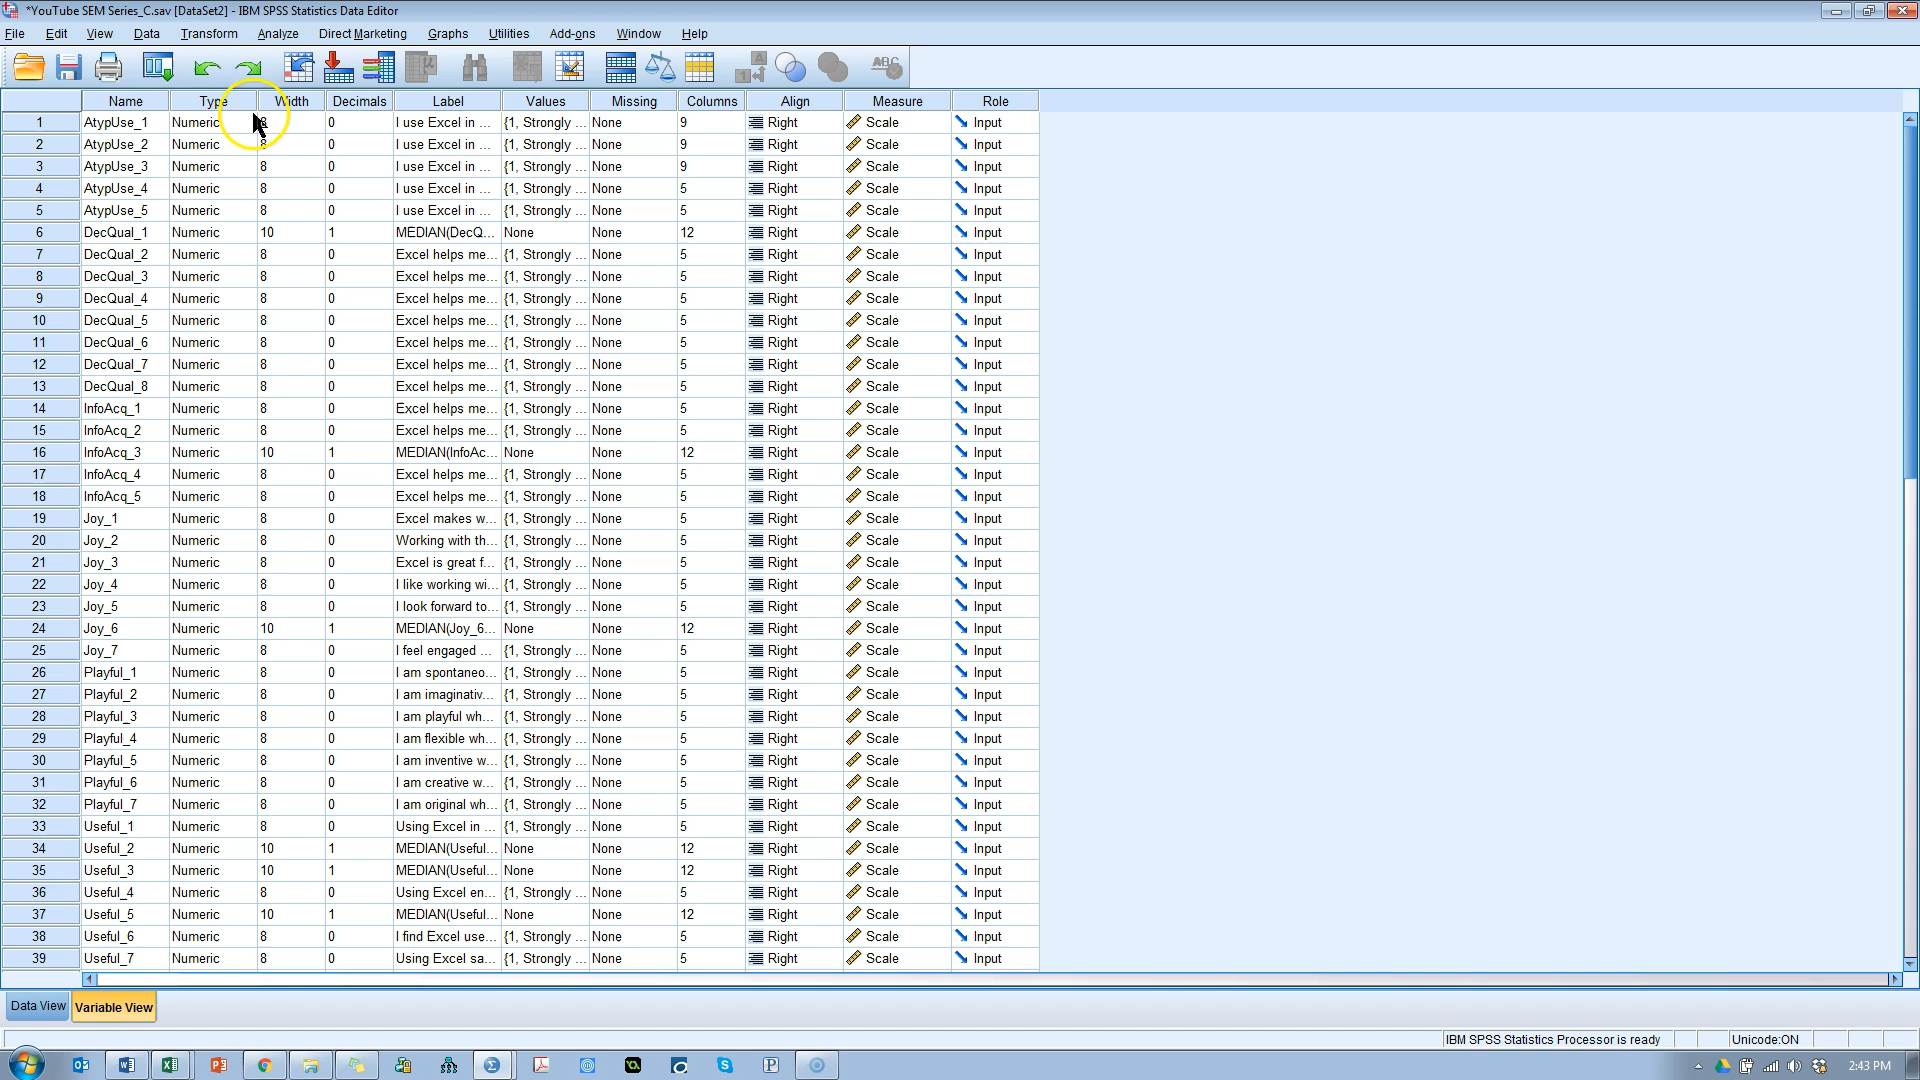 *YouTube SEM Series_C.sav [DataSet2] - IBM SPSS Statistics Data Editor
File Edit View Data Transform Analyze Direct Marketing Graphs Utilities Add-ons Window Help
Name Type Width Decimals Label Values Missing Columns Align Measure Role
1 AtypUse_1 Numeric 8 0 I use Excel in ... {1, Strongly ... None 9 Right Scale Input
2 AtypUse_2 Numeric 8 0 I use Excel in ... {1, Strongly ... None 9 Right Scale Input
3 AtypUse_3 Numeric 8 0 I use Excel in ... {1, Strongly ... None 9 Right Scale Input
4 AtypUse_4 Numeric 8 0 I use Excel in ... {1, Strongly ... None 5 Right Scale Input
5 AtypUse_5 Numeric 8 0 I use Excel in ... {1, Strongly ... None 5 Right Scale Input
6 DecQual_1 Numeric 10 1 MEDIAN(DecQ... None None 12 Right Scale Input
7 DecQual_2 Numeric 8 0 Excel helps me... {1, Strongly ... None 5 Right Scale Input
8 DecQual_3 Numeric 8 0 Excel helps me... {1, Strongly ... None 5 Right Scale Input
9 DecQual_4 Numeric 8 0 Excel helps me... {1, Strongly ... None 5 Right Scale Input
10 DecQual_5 Numeric 8 0 Excel helps me... {1, Strongly ... None 5 Right Scale Input
11 DecQual_6 Numeric 8 0 Excel helps me... {1, Strongly ... None 5 Right Scale Input
12 DecQual_7 Numeric 8 0 Excel helps me... {1, Strongly ... None 5 Right Scale Input
13 DecQual_8 Numeric 8 0 Excel helps me... {1, Strongly ... None 5 Right Scale Input
14 InfoAcq_1 Numeric 8 0 Excel helps me... {1, Strongly ... None 5 Right Scale Input
15 InfoAcq_2 Numeric 8 0 Excel helps me... {1, Strongly ... None 5 Right Scale Input
16 InfoAcq_3 Numeric 10 1 MEDIAN(InfoAc... None None 12 Right Scale Input
17 InfoAcq_4 Numeric 8 0 Excel helps me... {1, Strongly ... None 5 Right Scale Input
18 InfoAcq_5 Numeric 8 0 Excel helps me... {1, Strongly ... None 5 Right Scale Input
19 Joy_1 Numeric 8 0 Excel makes w... {1, Strongly ... None 5 Right Scale Input
20 Joy_2 Numeric 8 0 Working with th... {1, Strongly ... None 5 Right Scale Input
21 Joy_3 Numeric 8 0 Excel is great f... {1, Strongly ... None 5 Right Scale Input
22 Joy_4 Numeric 8 0 I like working wi... {1, Strongly ... None 5 Right Scale Input
23 Joy_5 Numeric 8 0 I look forward to... {1, Strongly ... None 5 Right Scale Input
24 Joy_6 Numeric 10 1 MEDIAN(Joy_6... None None 12 Right Scale Input
25 Joy_7 Numeric 8 0 I feel engaged ... {1, Strongly ... None 5 Right Scale Input
26 Playful_1 Numeric 8 0 I am spontaneo... {1, Strongly ... None 5 Right Scale Input
27 Playful_2 Numeric 8 0 I am imaginativ... {1, Strongly ... None 5 Right Scale Input
28 Playful_3 Numeric 8 0 I am playful wh... {1, Strongly ... None 5 Right Scale Input
29 Playful_4 Numeric 8 0 I am flexible wh... {1, Strongly ... None 5 Right Scale Input
30 Playful_5 Numeric 8 0 I am inventive w... {1, Strongly ... None 5 Right Scale Input
31 Playful_6 Numeric 8 0 I am creative w... {1, Strongly ... None 5 Right Scale Input
32 Playful_7 Numeric 8 0 I am original wh... {1, Strongly ... None 5 Right Scale Input
33 Useful_1 Numeric 8 0 Using Excel in ... {1, Strongly ... None 5 Right Scale Input
34 Useful_2 Numeric 10 1 MEDIAN(Useful... None None 12 Right Scale Input
35 Useful_3 Numeric 10 1 MEDIAN(Useful... None None 12 Right Scale Input
36 Useful_4 Numeric 8 0 Using Excel en... {1, Strongly ... None 5 Right Scale Input
37 Useful_5 Numeric 10 1 MEDIAN(Useful... None None 12 Right Scale Input
38 Useful_6 Numeric 8 0 I find Excel use... {1, Strongly ... None 5 Right Scale Input
39 Useful_7 Numeric 8 0 Using Excel sa... {1, Strongly ... None 5 Right Scale Input
Data View Variable View
IBM SPSS Statistics Processor is ready Unicode:ON
2:43 PM